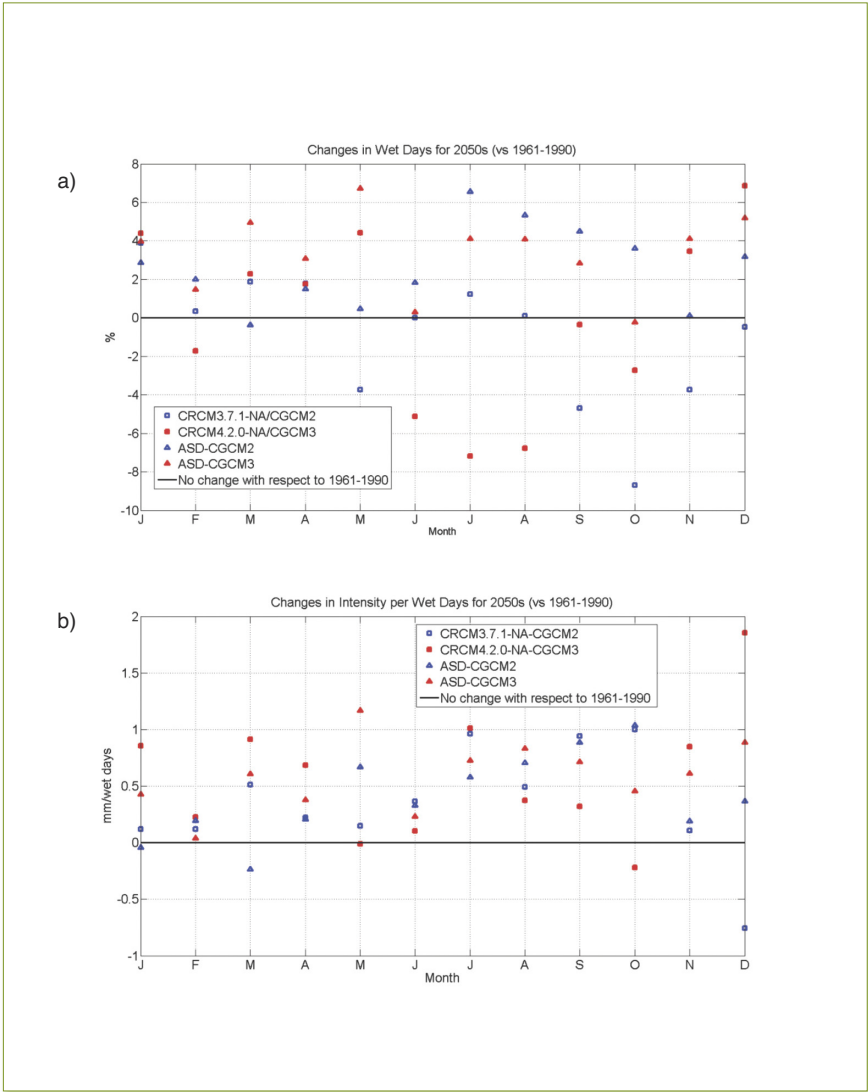 a)
Changes in Wet Days for 2050s (vs 1961-1990)
8
6
4
2
0
-2
-4
-6
-8
-10
%
CRCM3.7.1-NA/CGCM2
CRCM4.2.0-NA/CGCM3
ASD-CGCM2
ASD-CGCM3
No change with respect to 1961-1990
J F M A M J J A S O N D
Month
b)
Changes in Intensity per Wet Days for 2050s (vs 1961-1990)
2
1.5
1
0.5
0
-0.5
-1
mm/wet days
CRCM3.7.1-NA-CGCM2
CRCM4.2.0-NA-CGCM3
ASD-CGCM2
ASD-CGCM3
No change with respect to 1961-1990
J F M A M J J A S O N D
Month